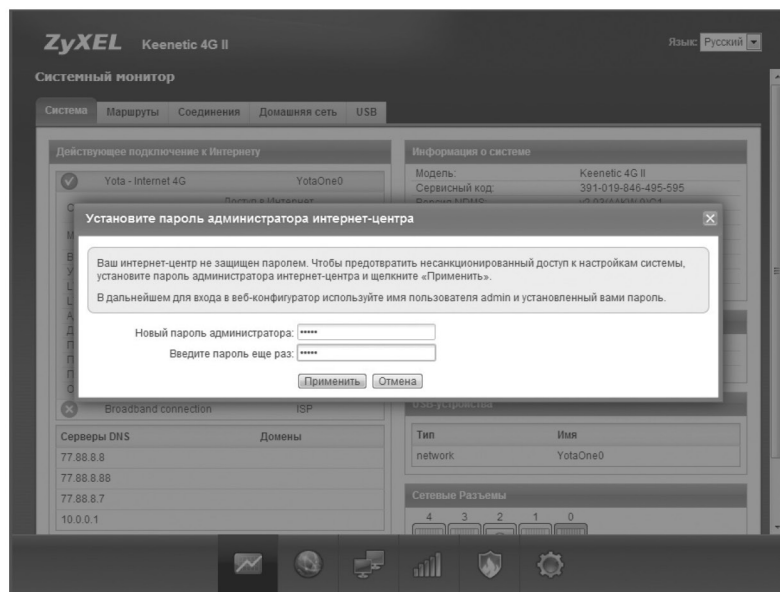 ZyXEL Keenetic 4G II
Язык: Русский
Системный монитор
Система Маршруты Соединения Домашняя сеть USB
Действующее подключение к Интернету
Информация о системе
Yota - Internet 4G YotaOne0
Модель: Keenetic 4G II
Сервисный код: 391-019-846-495-595
Доступ в Интернет
Установите пароль администратора интернет-центра
Ваш интернет-центр не защищен паролем. Чтобы предотвратить несанкционированный доступ к настройкам системы,
установите пароль администратора интернет-центра и щелкните «Применить».
В дальнейшем для входа в веб-конфигуратор используйте имя пользователя admin и установленный вами пароль.
Новый пароль администратора: •••••
Введите пароль еще раз: •••••
Применить Отмена
Broadband connection ISP
USB-устройства
Серверы DNS Домены
77.88.8.8
77.88.8.88
77.88.8.7
10.0.0.1
Тип Имя
network YotaOne0
Сетевые Разъемы
4 3 2 1 0